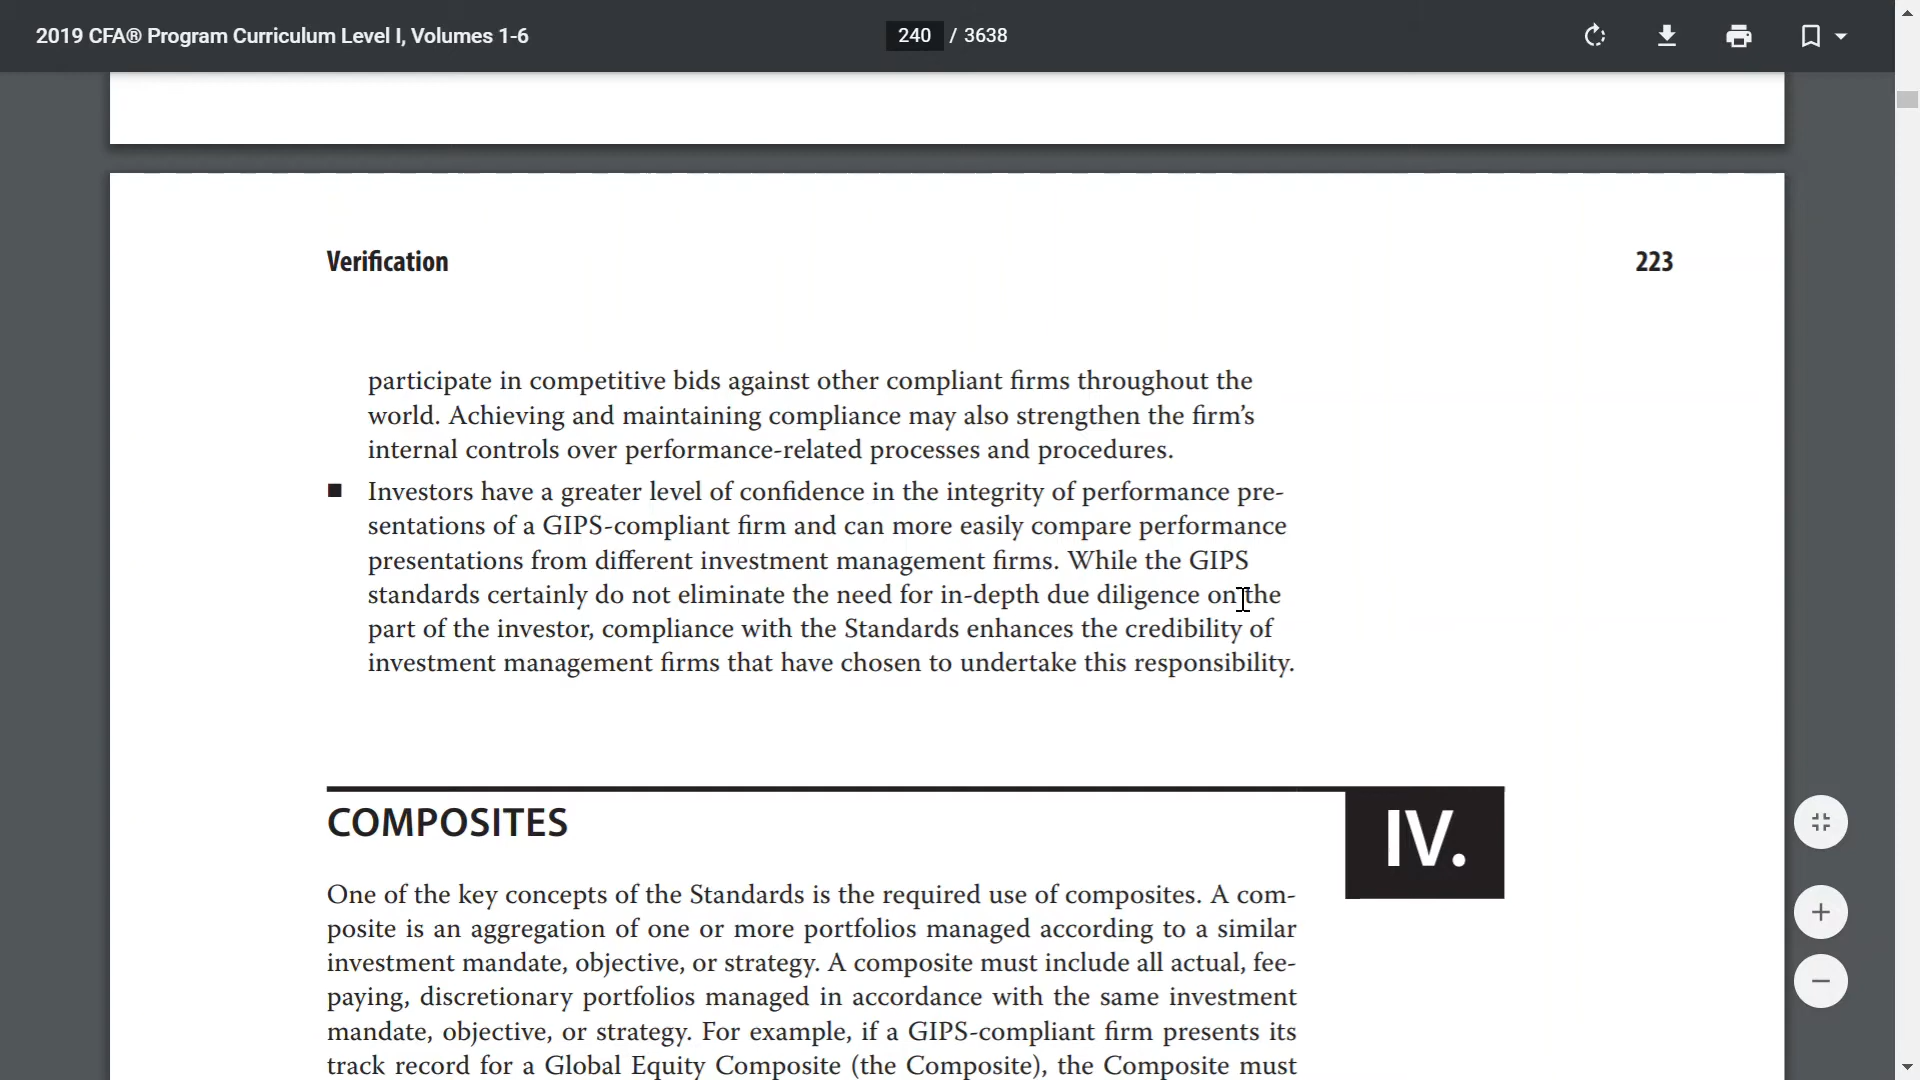 2019 CFA® Program Curriculum Level I, Volumes 1-6
240 / 3638
Verification
223
participate in competitive bids against other compliant firms throughout the
world. Achieving and maintaining compliance may also strengthen the firm's
internal controls over performance-related processes and procedures.
■ Investors have a greater level of confidence in the integrity of performance pre-
sentations of a GIPS-compliant firm and can more easily compare performance
presentations from different investment management firms. While the GIPS
standards certainly do not eliminate the need for in-depth due diligence on the
part of the investor, compliance with the Standards enhances the credibility of
investment management firms that have chosen to undertake this responsibility.
COMPOSITES
IV.
One of the key concepts of the Standards is the required use of composites. A com-
posite is an aggregation of one or more portfolios managed according to a similar
investment mandate, objective, or strategy. A composite must include all actual, fee-
paying, discretionary portfolios managed in accordance with the same investment
mandate, objective, or strategy. For example, if a GIPS-compliant firm presents its
track record for a Global Equity Composite (the Composite), the Composite must